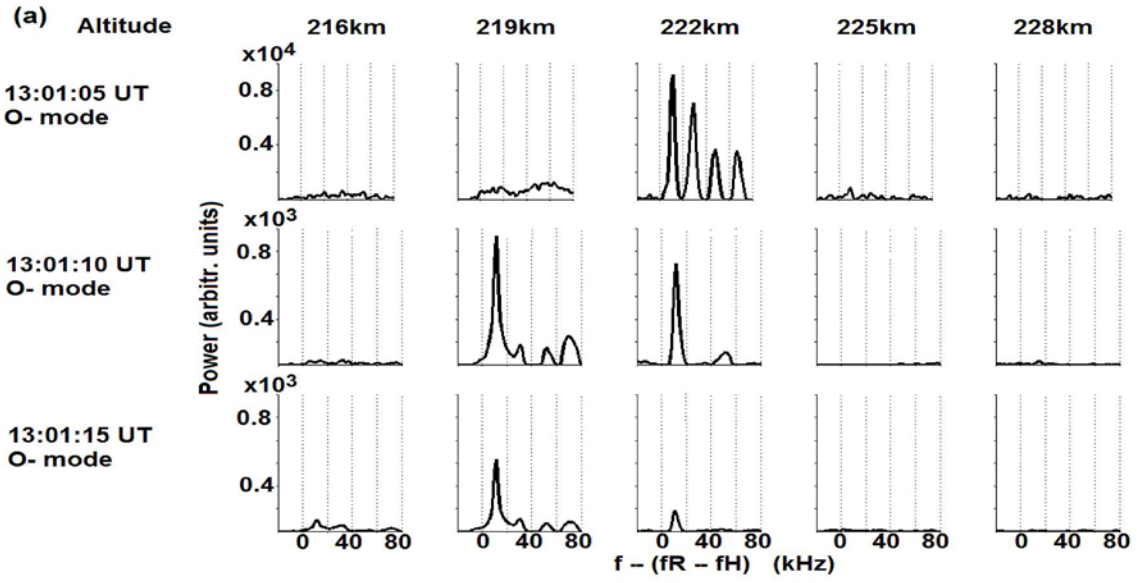 (a) Altitude 216km 219km 222km 225km 228km
x10⁴
13:01:05 UT
O- mode
0.8
0.4
x10³
13:01:10 UT
O- mode
0.8
0.4
Power (arbitr. units)
x10³
13:01:15 UT
O- mode
0.8
0.4
0 40 80 0 40 80 0 40 80 0 40 80 0 40 80
f -- (fR -- fH) (kHz)